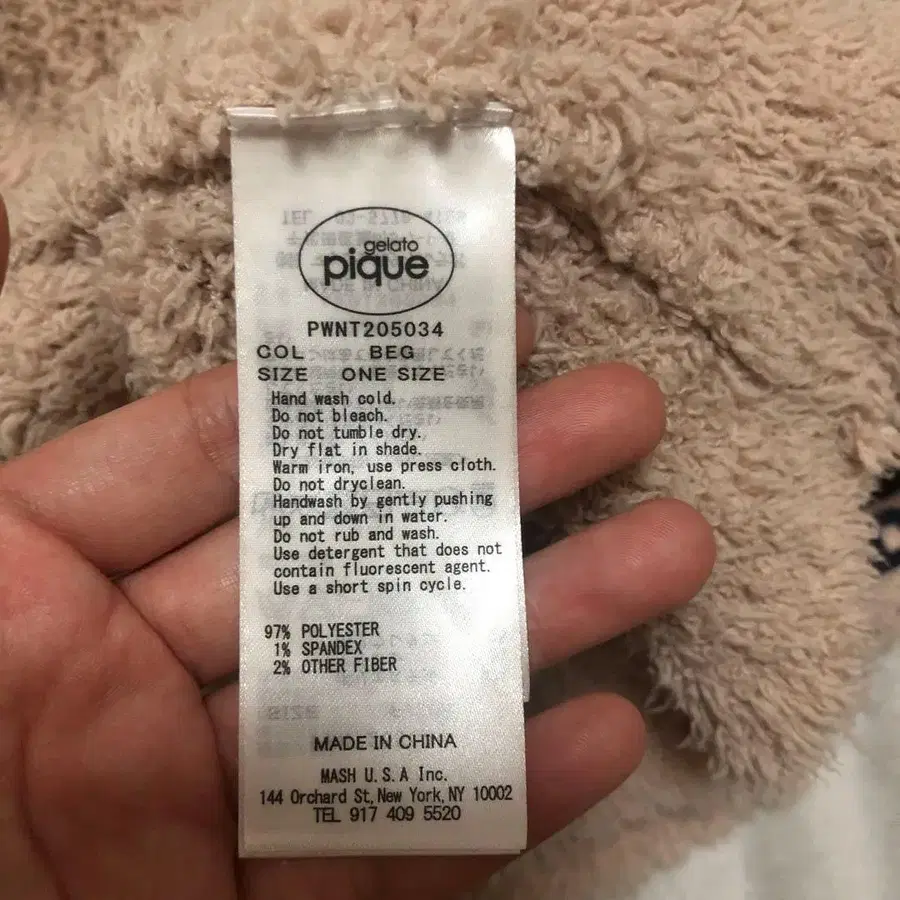 gelato
pique
PWNT205034
COL BEG
SIZE ONE SIZE
Hand wash cold.
Do not bleach.
Do not tumble dry.
Dry flat in shade.
Warm iron, use press cloth.
Do not dryclean.
Handwash by gently pushing
up and down in water.
Do not rub and wash.
Use detergent that does not
contain fluorescent agent.
Use a short spin cycle.
97% POLYESTER
1% SPANDEX
2% OTHER FIBER
MADE IN CHINA
MASH U.S.A Inc.
144 Orchard St, New York, NY 10002
TEL 917 409 5520